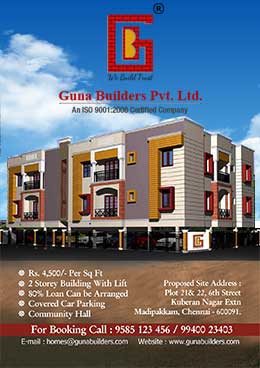 ®
GB
We Build Trust
Guna Builders Pvt. Ltd.
An ISO 9001:2008 Certified Company
Rs. 4,500/- Per Sq Ft
2 Storey Building With Lift
80% Loan Can be Arranged
Covered Car Parking
Community Hall
Proposed Site Address :
Plot 21& 22, 6th Street
Kuberan Nagar Extn
Madipakkam, Chennai - 600091.
For Booking Call : 9585 123 456 / 99400 23403
E-mail : homes@gunabuilders.com Website : www.gunabuilders.com